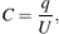 C = q/U,